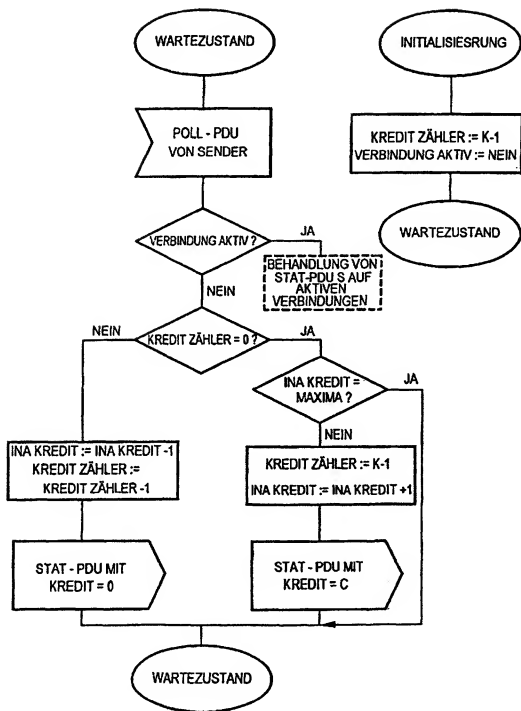 WARTEZUSTAND
POLL - PDU
VON SENDER
VERBINDUNG AKTIV ?
JA
BEHANDLUNG VON
STAT-PDU S AUF
AKTIVEN
VERBINDUNGEN
NEIN
KREDIT ZÄHLER = 0 ?
NEIN
JA
INA KREDIT =
MAXIMA ?
JA
NEIN
INA KREDIT := INA KREDIT -1
KREDIT ZÄHLER :=
KREDIT ZÄHLER -1
KREDIT ZÄHLER := K-1
INA KREDIT := INA KREDIT +1
STAT - PDU MIT
KREDIT = 0
STAT - PDU MIT
KREDIT = C
WARTEZUSTAND
INITIALISIESRUNG
KREDIT ZÄHLER := K-1
VERBINDUNG AKTIV := NEIN
WARTEZUSTAND